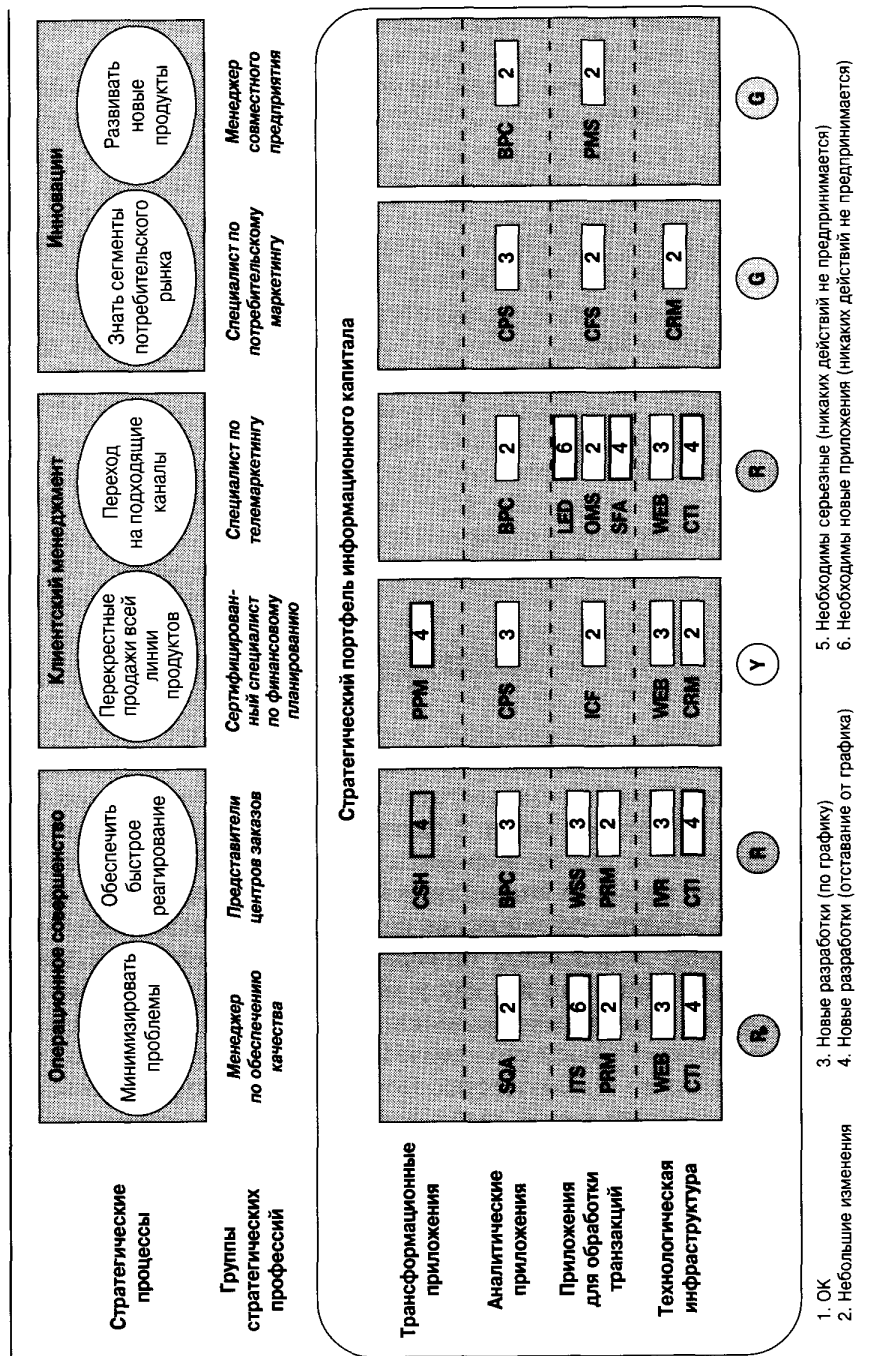 Операционное совершенство
Клиентский менеджмент
Инновации
Стратегические
процессы
Минимизировать
проблемы
Обеспечить
быстрое
реагирование
Перекрестные
продажи всей
линии
продуктов
Переход
на подходящие
каналы
Знать сегменты
потребительского
рынка
Развивать
новые
продукты
Группы
стратегических
профессий
Менеджер
по обеспечению
качества
Представители
центров заказов
Сертифицирован-
ный специалист
по финансовому
планированию
Специалист по
телемаркетингу
Специалист по
потребительскому
маркетингу
Менеджер
совместного
предприятия
Стратегический портфель информационного капитала
Трансформационные
приложения
CSH 4
PPM 4
Аналитические
приложения
SQA 2
BPC 3
CPS 3
BPC 2
CPS 3
BPC 2
Приложения
для обработки
транзакций
ITS 6
PRM 2
WSS 3
PRM 2
ICF 2
LED 6
OMS 2
SFA 4
CFS 2
PMS 2
Технологическая
инфраструктура
WEB 3
CTI 4
IVR 3
CTI 4
WEB 3
CRM 2
WEB 3
CTI 4
CRM 2
R
R
Y
R
G
G
1. OK
2. Небольшие изменения
3. Новые разработки (по графику)
4. Новые разработки (отставание от графика)
5. Необходимы серьезные (никаких действий не предпринимается)
6. Необходимы новые приложения (никаких действий не предпринимается)